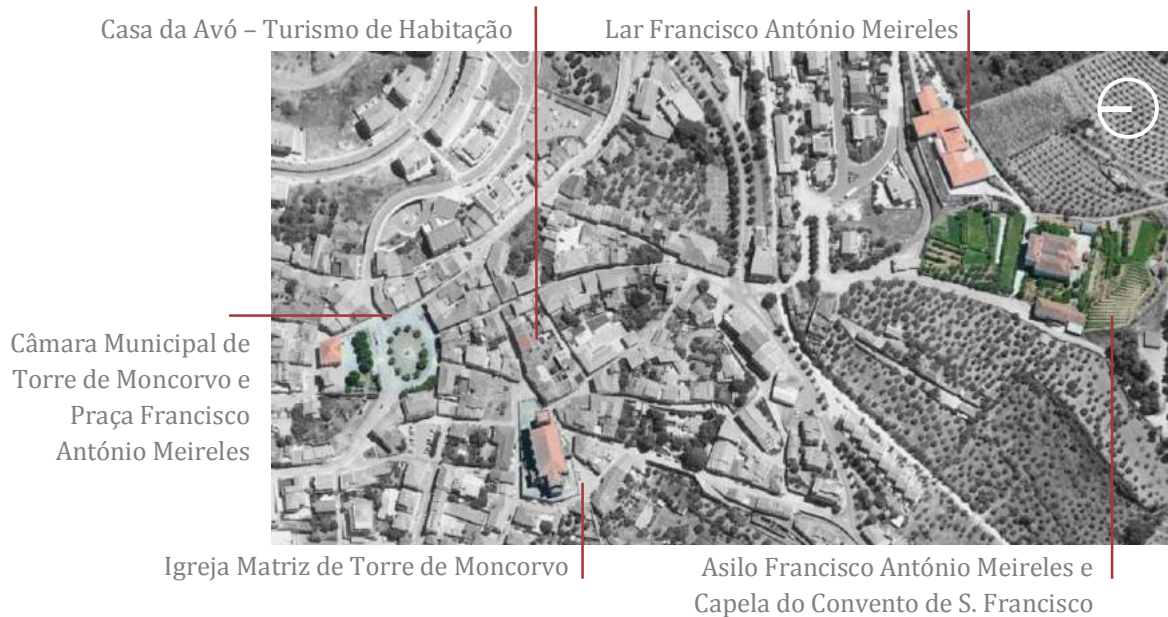 Casa da Avó – Turismo de Habitação
Lar Francisco António Meireles
Câmara Municipal de
Torre de Moncorvo e
Praça Francisco
António Meireles
Igreja Matriz de Torre de Moncorvo
Asilo Francisco António Meireles e
Capela do Convento de S. Francisco